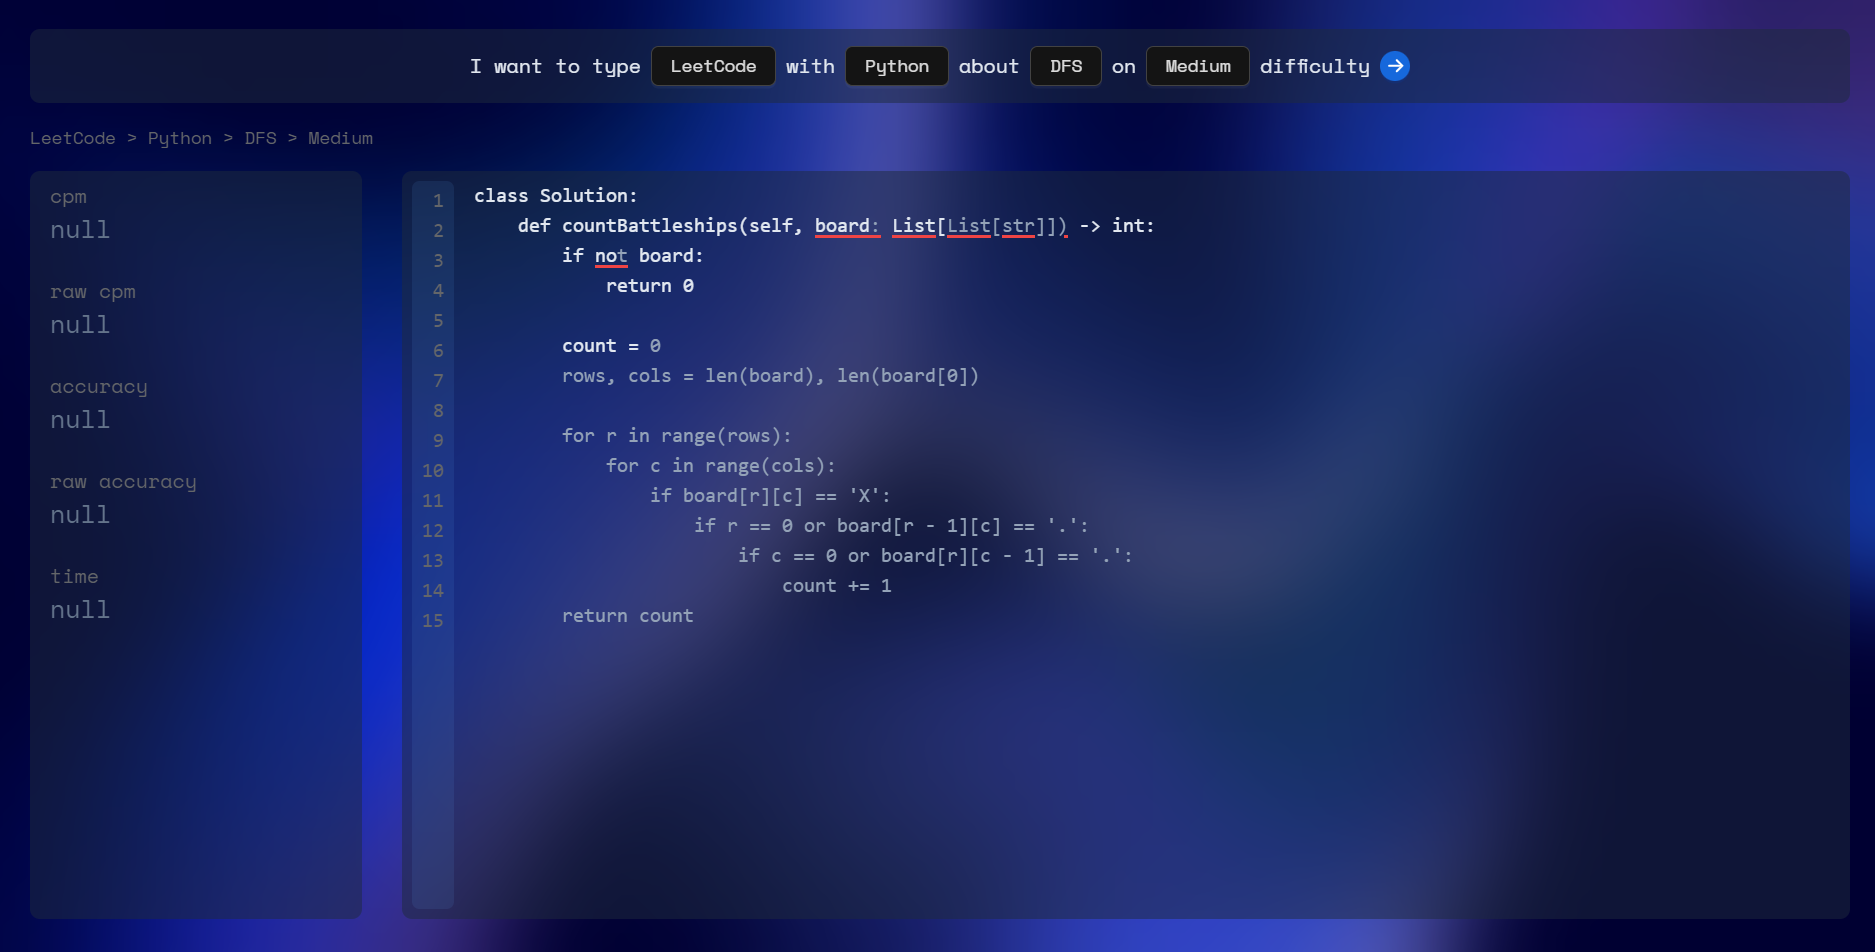 I want to type LeetCode with Python about DFS on Medium difficulty
LeetCode > Python > DFS > Medium
cpm
null
raw cpm
null
accuracy
null
raw accuracy
null
time
null
1 class Solution:
2     def countBattleships(self, board: List[List[str]]) -> int:
3         if not board:
4             return 0
5
6         count = 0
7         rows, cols = len(board), len(board[0])
8
9         for r in range(rows):
10             for c in range(cols):
11                 if board[r][c] == 'X':
12                     if r == 0 or board[r - 1][c] == '.':
13                         if c == 0 or board[r][c - 1] == '.':
14                             count += 1
15         return count